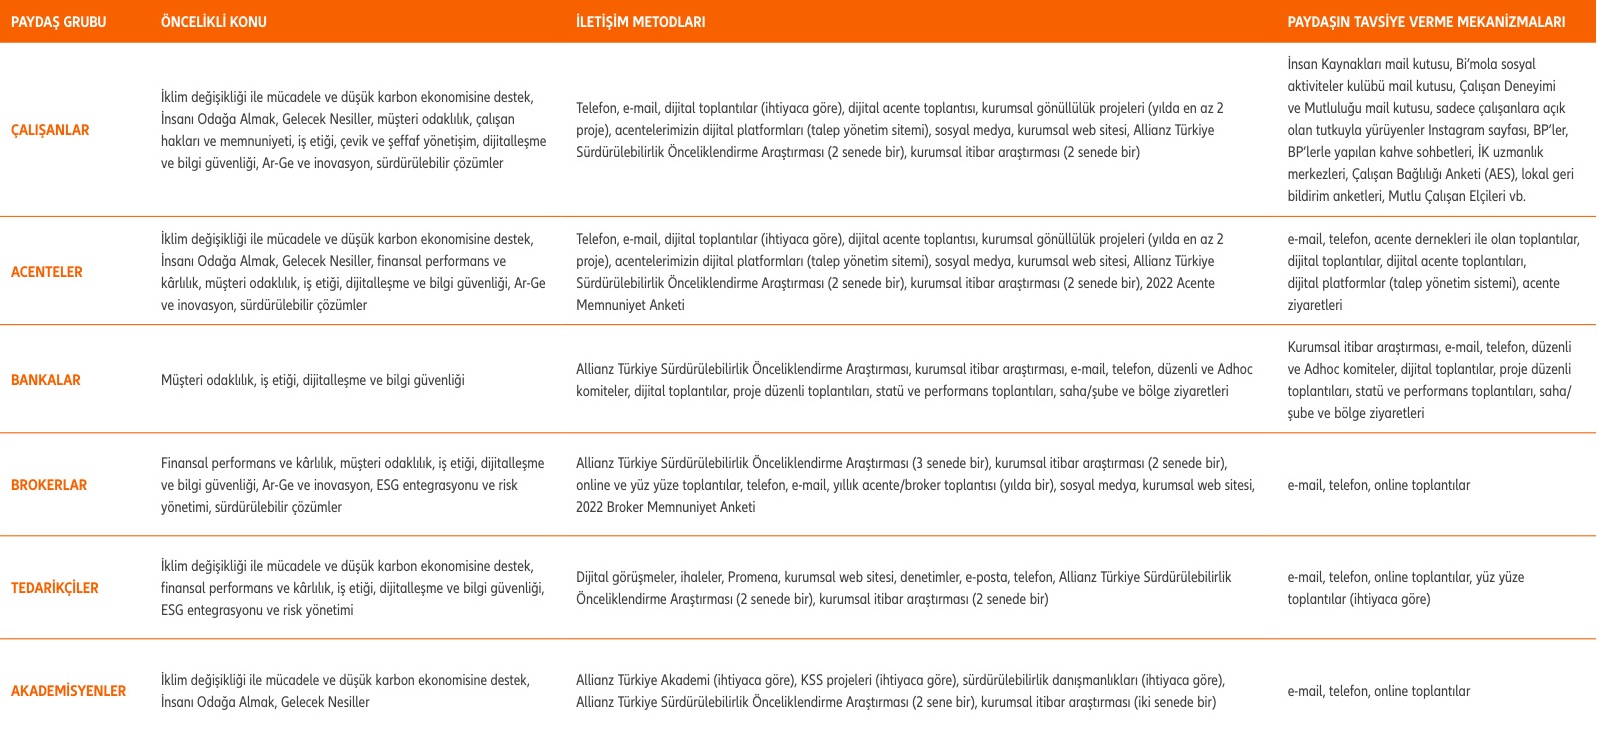 PAYDAŞ GRUBU
ÖNCELİKLİ KONU
İLETİŞİM METODLARI
PAYDAŞIN TAVSİYE VERME MEKANİZMALARI
ÇALIŞANLAR
İklim değişikliği ile mücadele ve düşük karbon ekonomisine destek,
İnsanı Odağa Almak, Gelecek Nesiller, müşteri odaklılık, çalışan
hakları ve memnuniyeti, iş etiği, çevik ve şeffaf yönetişim, dijitalleşme
ve bilgi güvenliği, Ar-Ge ve inovasyon, sürdürülebilir çözümler
Telefon, e-mail, dijital toplantılar (ihtiyaca göre), dijital acente toplantısı, kurumsal gönüllülük projeleri (yılda en az 2
proje), acentelerimizin dijital platformları (talep yönetim sitemi), sosyal medya, kurumsal web sitesi, Allianz Türkiye
Sürdürülebilirlik Önceliklendirme Araştırması (2 senede bir), kurumsal itibar araştırması (2 senede bir)
İnsan Kaynakları mail kutusu, Bi’mola sosyal
aktiviteler kulübü mail kutusu, Çalışan Deneyimi
ve Mutluluğu mail kutusu, sadece çalışanlara açık
olan tutkuyla yürüyenler Instagram sayfası, BP’ler,
BP’lerle yapılan kahve sohbetleri, İK uzmanlık
merkezleri, Çalışan Bağlılığı Anketi (AES), lokal geri
bildirim anketleri, Mutlu Çalışan Elçileri vb.
ACENTELER
İklim değişikliği ile mücadele ve düşük karbon ekonomisine destek,
İnsanı Odağa Almak, Gelecek Nesiller, finansal performans ve
kârlılık, müşteri odaklılık, iş etiği, dijitalleşme ve bilgi güvenliği, Ar-Ge
ve inovasyon, sürdürülebilir çözümler
Telefon, e-mail, dijital toplantılar (ihtiyaca göre), dijital acente toplantısı, kurumsal gönüllülük projeleri (yılda en az 2
proje), acentelerimizin dijital platformları (talep yönetim sitemi), sosyal medya, kurumsal web sitesi, Allianz Türkiye
Sürdürülebilirlik Önceliklendirme Araştırması (2 senede bir), kurumsal itibar araştırması (2 senede bir), 2022 Acente
Memnuniyet Anketi
e-mail, telefon, acente dernekleri ile olan toplantılar,
dijital toplantılar, dijital acente toplantıları,
dijital platformlar (talep yönetim sistemi), acente
ziyaretleri
BANKALAR
Müşteri odaklılık, iş etiği, dijitalleşme ve bilgi güvenliği
Allianz Türkiye Sürdürülebilirlik Önceliklendirme Araştırması, kurumsal itibar araştırması, e-mail, telefon, düzenli ve Adhoc
komiteler, dijital toplantılar, proje düzenli toplantıları, statü ve performans toplantıları, saha/şube ve bölge ziyaretleri
Kurumsal itibar araştırması, e-mail, telefon, düzenli
ve Adhoc komiteler, dijital toplantılar, proje düzenli
toplantıları, statü ve performans toplantıları, saha/
şube ve bölge ziyaretleri
BROKERLAR
Finansal performans ve kârlılık, müşteri odaklılık, iş etiği, dijitalleşme
ve bilgi güvenliği, Ar-Ge ve inovasyon, ESG entegrasyonu ve risk
yönetimi, sürdürülebilir çözümler
Allianz Türkiye Sürdürülebilirlik Önceliklendirme Araştırması (3 senede bir), kurumsal itibar araştırması (2 senede bir),
online ve yüz yüze toplantılar, telefon, e-mail, yıllık acente/broker toplantısı (yılda bir), sosyal medya, kurumsal web sitesi,
2022 Broker Memnuniyet Anketi
e-mail, telefon, online toplantılar
TEDARİKÇİLER
İklim değişikliği ile mücadele ve düşük karbon ekonomisine destek,
finansal performans ve kârlılık, iş etiği, dijitalleşme ve bilgi güvenliği,
ESG entegrasyonu ve risk yönetimi
Dijital görüşmeler, ihaleler, Promena, kurumsal web sitesi, denetimler, e-posta, telefon, Allianz Türkiye Sürdürülebilirlik
Önceliklendirme Araştırması (2 senede bir), kurumsal itibar araştırması (2 senede bir)
e-mail, telefon, online toplantılar, yüz yüze
toplantılar (ihtiyaca göre)
AKADEMİSYENLER
İklim değişikliği ile mücadele ve düşük karbon ekonomisine destek,
İnsanı Odağa Almak, Gelecek Nesiller
Allianz Türkiye Akademi (ihtiyaca göre), KSS projeleri (ihtiyaca göre), sürdürülebilirlik danışmanlıkları (ihtiyaca göre),
Allianz Türkiye Sürdürülebilirlik Önceliklendirme Araştırması (2 sene bir), kurumsal itibar araştırması (iki senede bir)
e-mail, telefon, online toplantılar